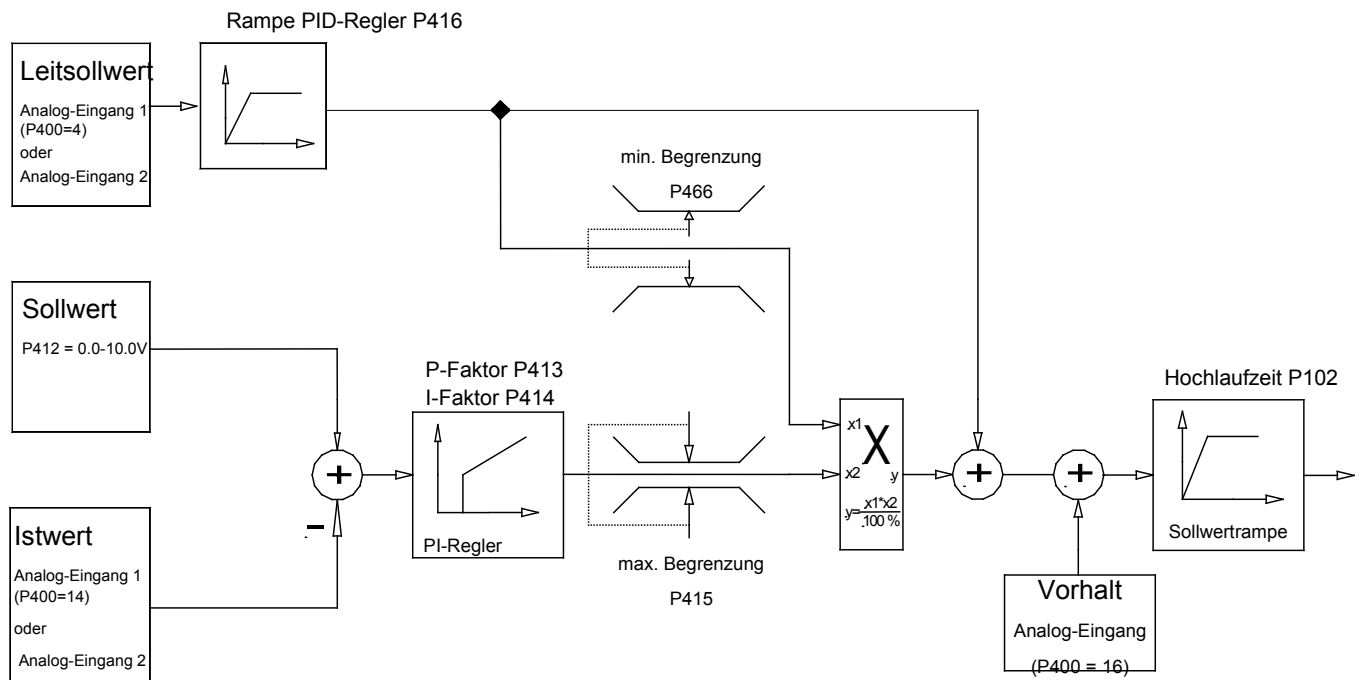 Rampe PID-Regler P416
Leitsollwert
Analog-Eingang 1
(P400=4)
oder
Analog-Eingang 2
min. Begrenzung
P466
Sollwert
P412 = 0.0-10.0V
P-Faktor P413
I-Faktor P414
PI-Regler
+
-
Istwert
Analog-Eingang 1
(P400=14)
oder
Analog-Eingang 2
max. Begrenzung
P415
x1
X
x2
y
y=x1*x2
100 %
+
+
Hochlaufzeit P102
Sollwertrampe
Vorhalt
Analog-Eingang
(P400 = 16)